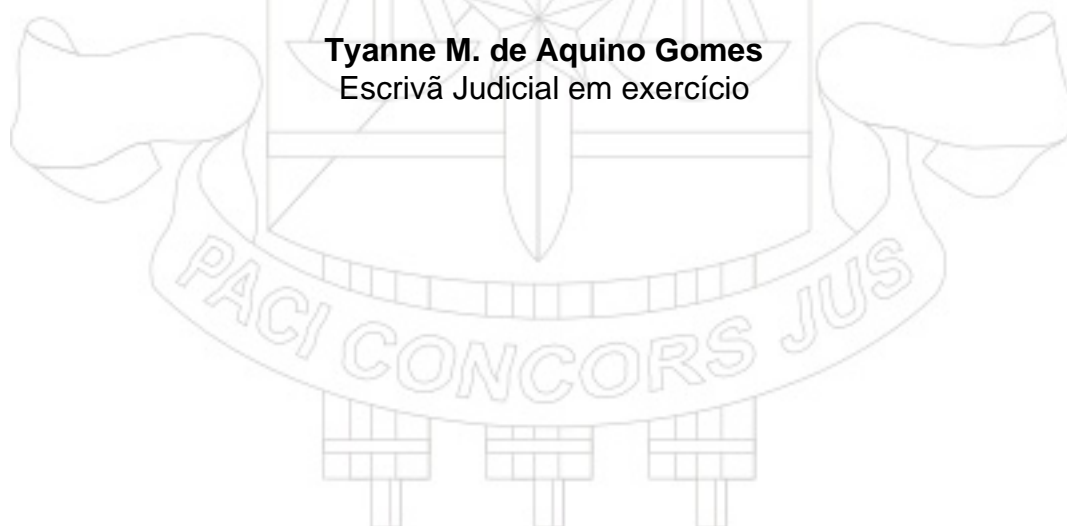 Tyanne M. de Aquino Gomes
Escrivã Judicial em exercício
PACI CONCORS JUS